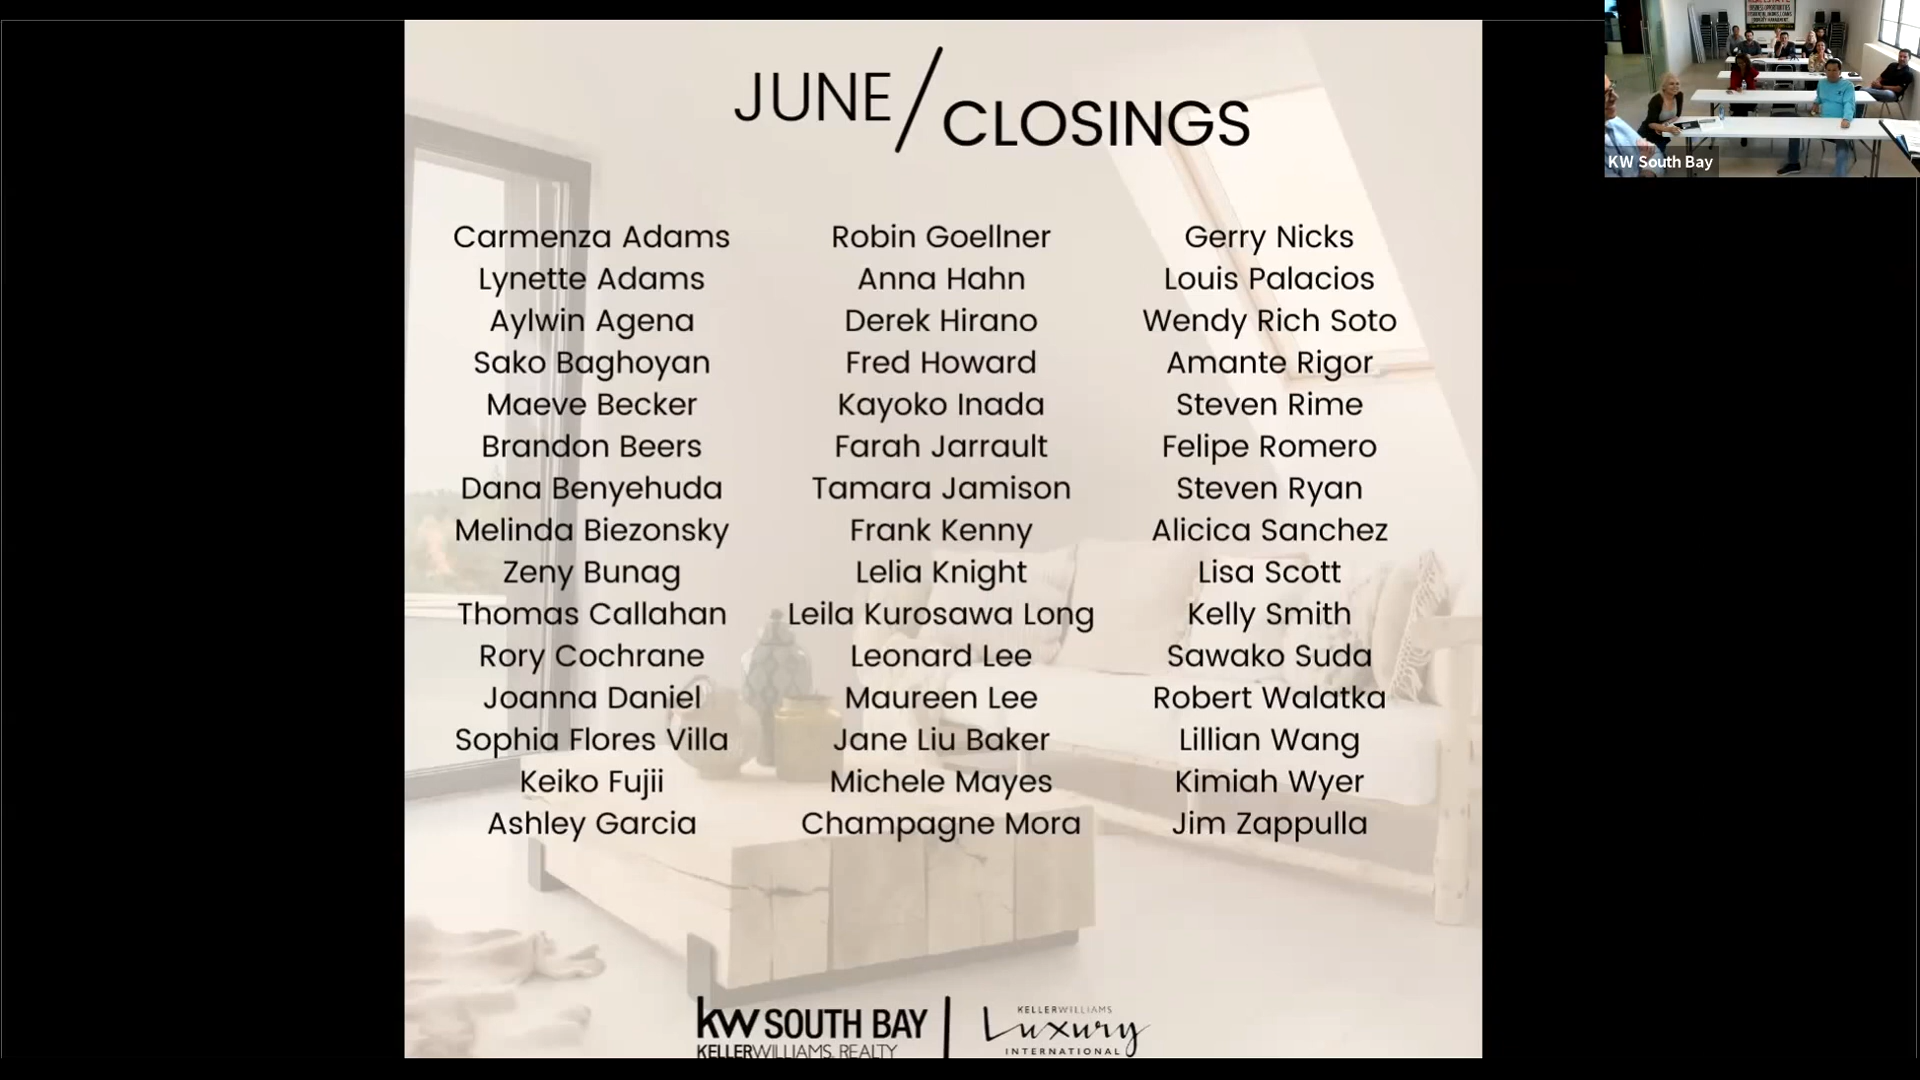 JUNE / CLOSINGS
Carmenza Adams
Lynette Adams
Aylwin Agena
Sako Baghoyan
Maeve Becker
Brandon Beers
Dana Benyehuda
Melinda Biezonsky
Zeny Bunag
Thomas Callahan
Rory Cochrane
Joanna Daniel
Sophia Flores Villa
Keiko Fujii
Ashley Garcia
Robin Goellner
Anna Hahn
Derek Hirano
Fred Howard
Kayoko Inada
Farah Jarrault
Tamara Jamison
Frank Kenny
Lelia Knight
Leila Kurosawa Long
Leonard Lee
Maureen Lee
Jane Liu Baker
Michele Mayes
Champagne Mora
Gerry Nicks
Louis Palacios
Wendy Rich Soto
Amante Rigor
Steven Rime
Felipe Romero
Steven Ryan
Alicica Sanchez
Lisa Scott
Kelly Smith
Sawako Suda
Robert Walatka
Lillian Wang
Kimiah Wyer
Jim Zappulla
kw SOUTH BAY
KELLERWILLIAMS. REALTY
KELLERWILLIAMS
Luxury
INTERNATIONAL
KW South Bay